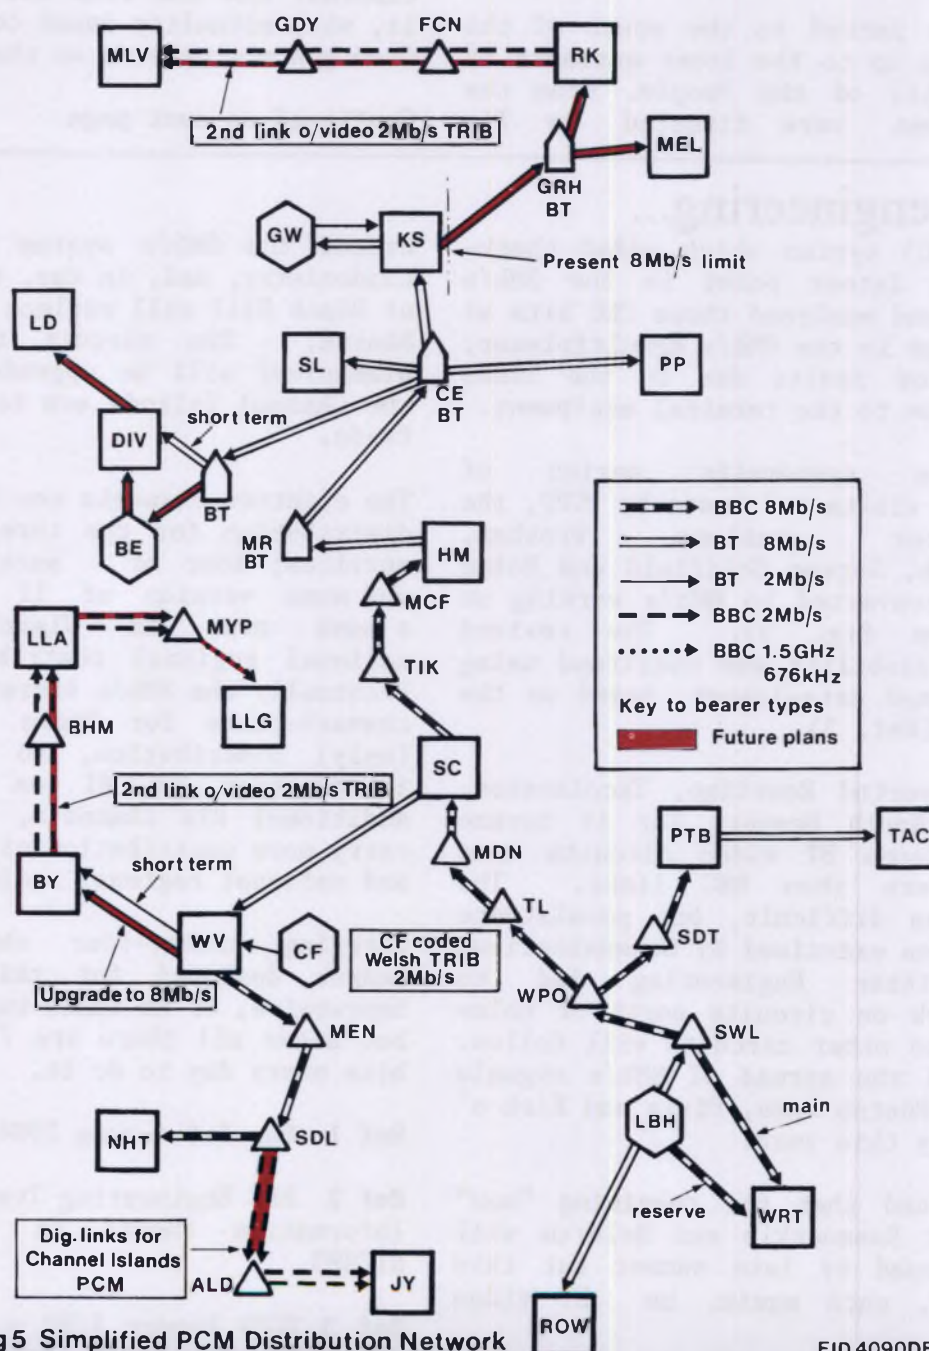 GDY
FCN
MLV
RK
2nd link o/video 2Mb/s TRIB
MEL
GRH
BT
GW
KS
Present 8Mb/s limit
LD
SL
PP
CE
BT
short term
DIV
BT
BE
BT
HM
MCF
BBC 8Mb/s
BT 8Mb/s
BT 2Mb/s
BBC 2Mb/s
BBC 1.5GHz
676kHz
Key to bearer types
Future plans
LLA
MYP
TIK
LLG
BHM
SC
2nd link o/video 2Mb/s TRIB
PTB
TAC
MDN
short term
BY
TL
WV
CF
CF coded
Welsh TRIB
2Mb/s
SDT
Upgrade to 8Mb/s
WPO
MEN
SWL
main
LBH
NHT
SDL
reserve
WRT
Dig. links for
Channel Islands
PCM
ALD
JY
ROW
g5 Simplified PCM Distribution Network